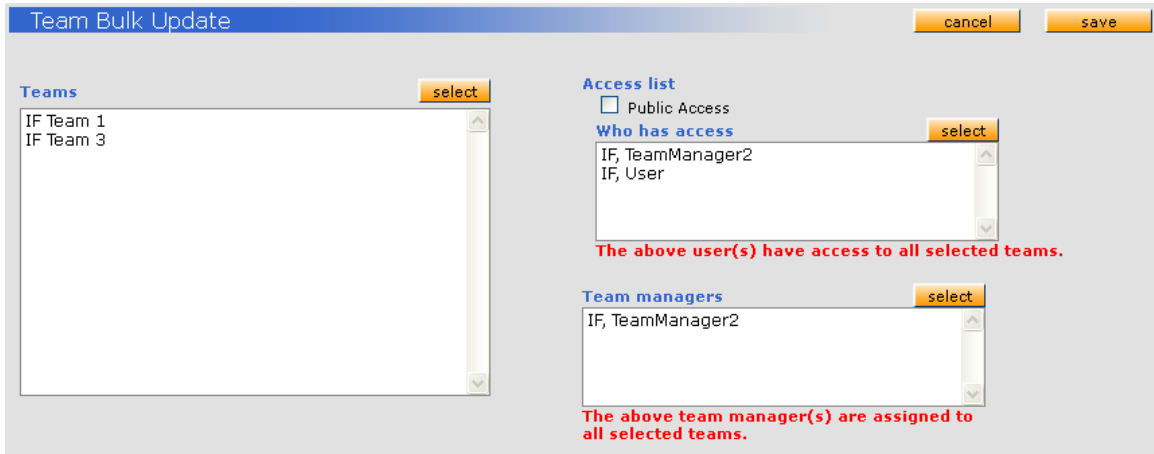 Team Bulk Update
cancel
save
Teams
select
IF Team 1
IF Team 3
Access list
Public Access
Who has access
select
IF, TeamManager2
IF, User
The above user(s) have access to all selected teams.
Team managers
select
IF, TeamManager2
The above team manager(s) are assigned to
all selected teams.